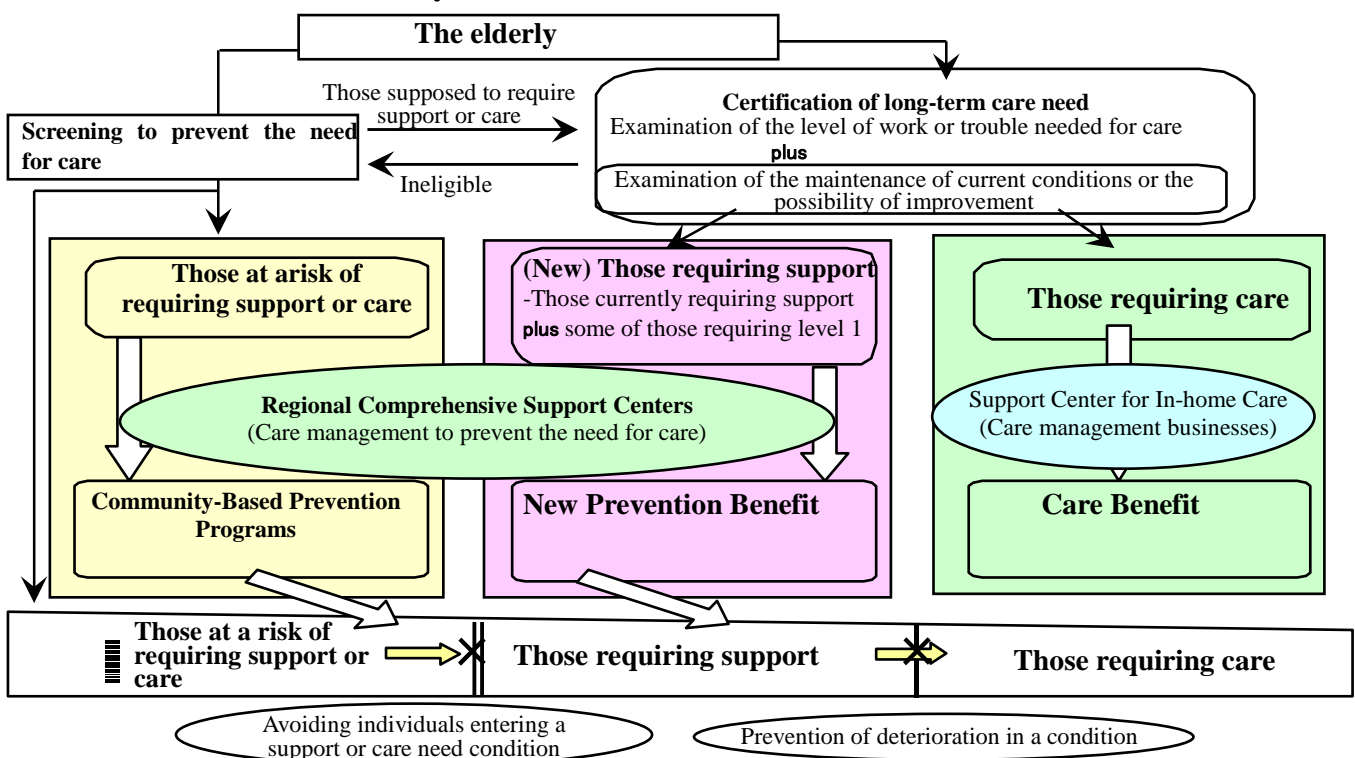 The elderly
Those supposed to require
support or care
Certification of long-term care need
Examination of the level of work or trouble needed for care
plus
Examination of the maintenance of current conditions or the
possibility of improvement
Screening to prevent the need
for care
Ineligible
Those at arisk of
requiring support or care
(New) Those requiring support
-Those currently requiring support
plus some of those requiring level 1
Those requiring care
Regional Comprehensive Support Centers
(Care management to prevent the need for care)
Support Center for In-home Care
(Care management businesses)
Community-Based Prevention
Programs
New Prevention Benefit
Care Benefit
Those at a risk of
requiring support or
care
Those requiring support
Those requiring care
Avoiding individuals entering a
support or care need condition
Prevention of deterioration in a condition